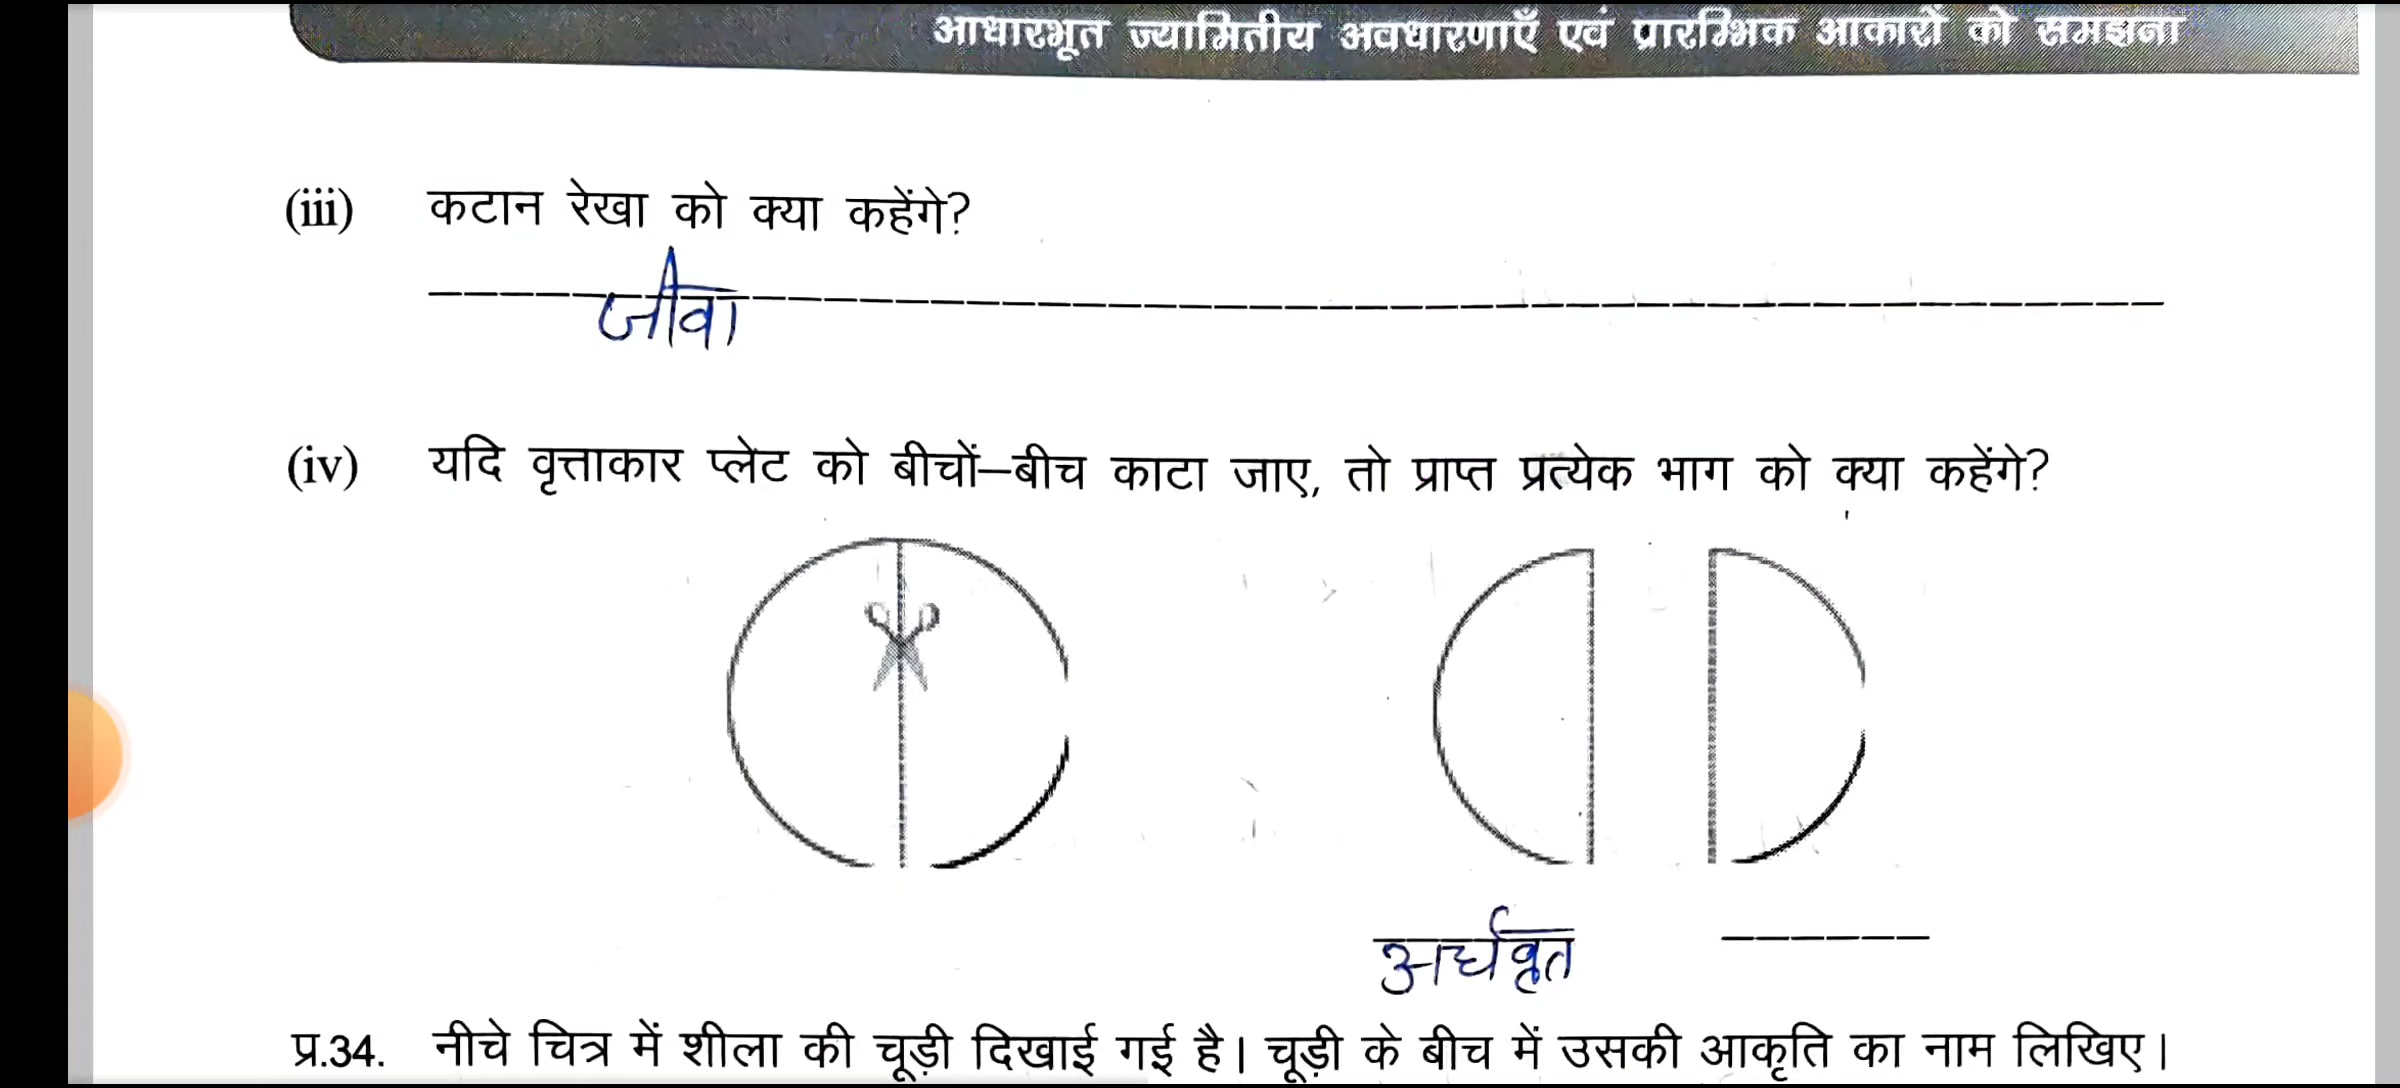 आधारभूत ज्यामितीय अवधारणाएँ एवं प्रारम्भिक आकारों को समझना
(iii) कटान रेखा को क्या कहेंगे?
जीवा
(iv) यदि वृत्ताकार प्लेट को बीचों–बीच काटा जाए, तो प्राप्त प्रत्येक भाग को क्या कहेंगे?
अर्धवृत
प्र.34. नीचे चित्र में शीला की चूड़ी दिखाई गई है। चूड़ी के बीच में उसकी आकृति का नाम लिखिए।